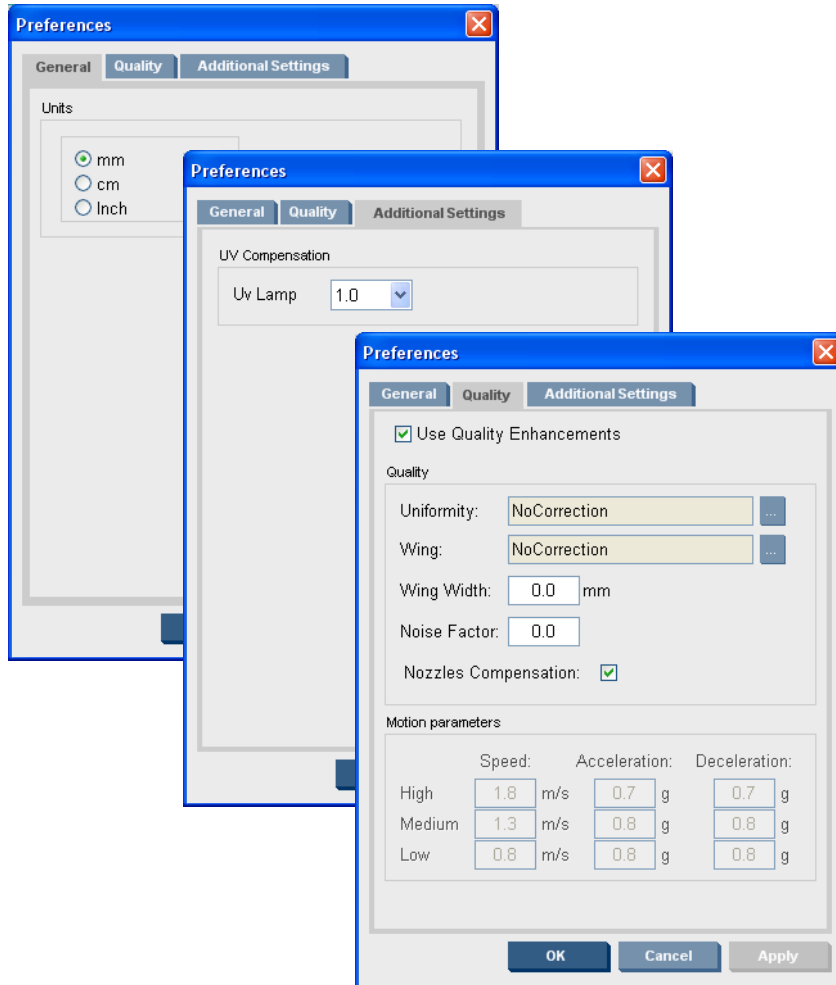 Preferences
General Quality Additional Settings
Units
mm
cm
Inch
Preferences
General Quality Additional Settings
UV Compensation
Uv Lamp 1.0
Preferences
General Quality Additional Settings
Use Quality Enhancements
Quality
Uniformity: NoCorrection ...
Wing: NoCorrection ...
Wing Width: 0.0 mm
Noise Factor: 0.0
Nozzles Compensation:
Motion parameters
Speed: Acceleration: Deceleration:
High 1.8 m/s 0.7 g 0.7 g
Medium 1.3 m/s 0.8 g 0.8 g
Low 0.8 m/s 0.8 g 0.8 g
OK Cancel Apply